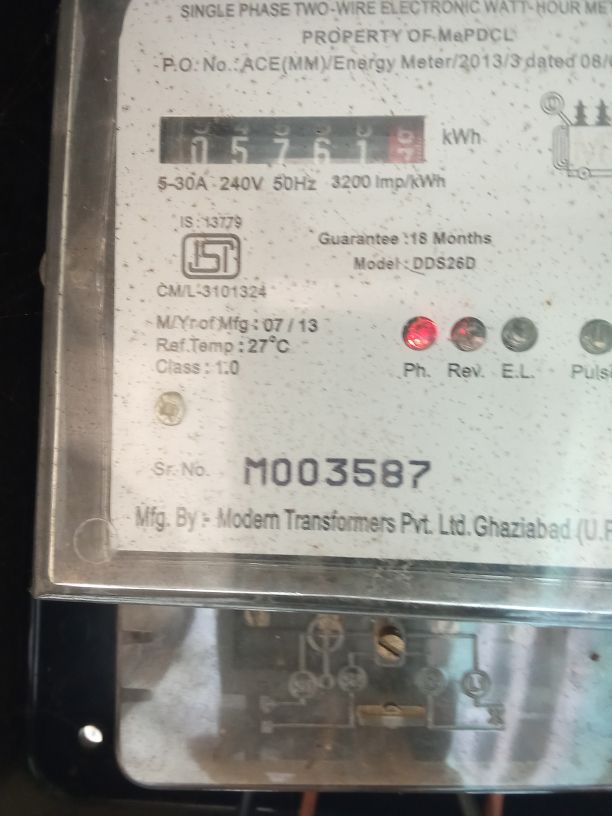 SINGLE PHASE TWO-WIRE ELECTRONIC WATT-HOUR MET
PROPERTY OF MePDCL
P.O. No.: ACE(MM)/Energy Meter/2013/3 dated 08/
0 5 7 6 1 kWh
5-30A 240V 50Hz 3200 Imp/kWh
IS : 13779
ISI
CM/L-3101324
Guarantee :18 Months
Model : DDS26D
M/Yr of Mfg : 07 / 13
Ref.Temp : 27°C
Class : 1.0
Ph. Rev. E.L. Puls
Sr. No. M003587
Mfg. By :- Modern Transformers Pvt. Ltd. Ghaziabad (U.P